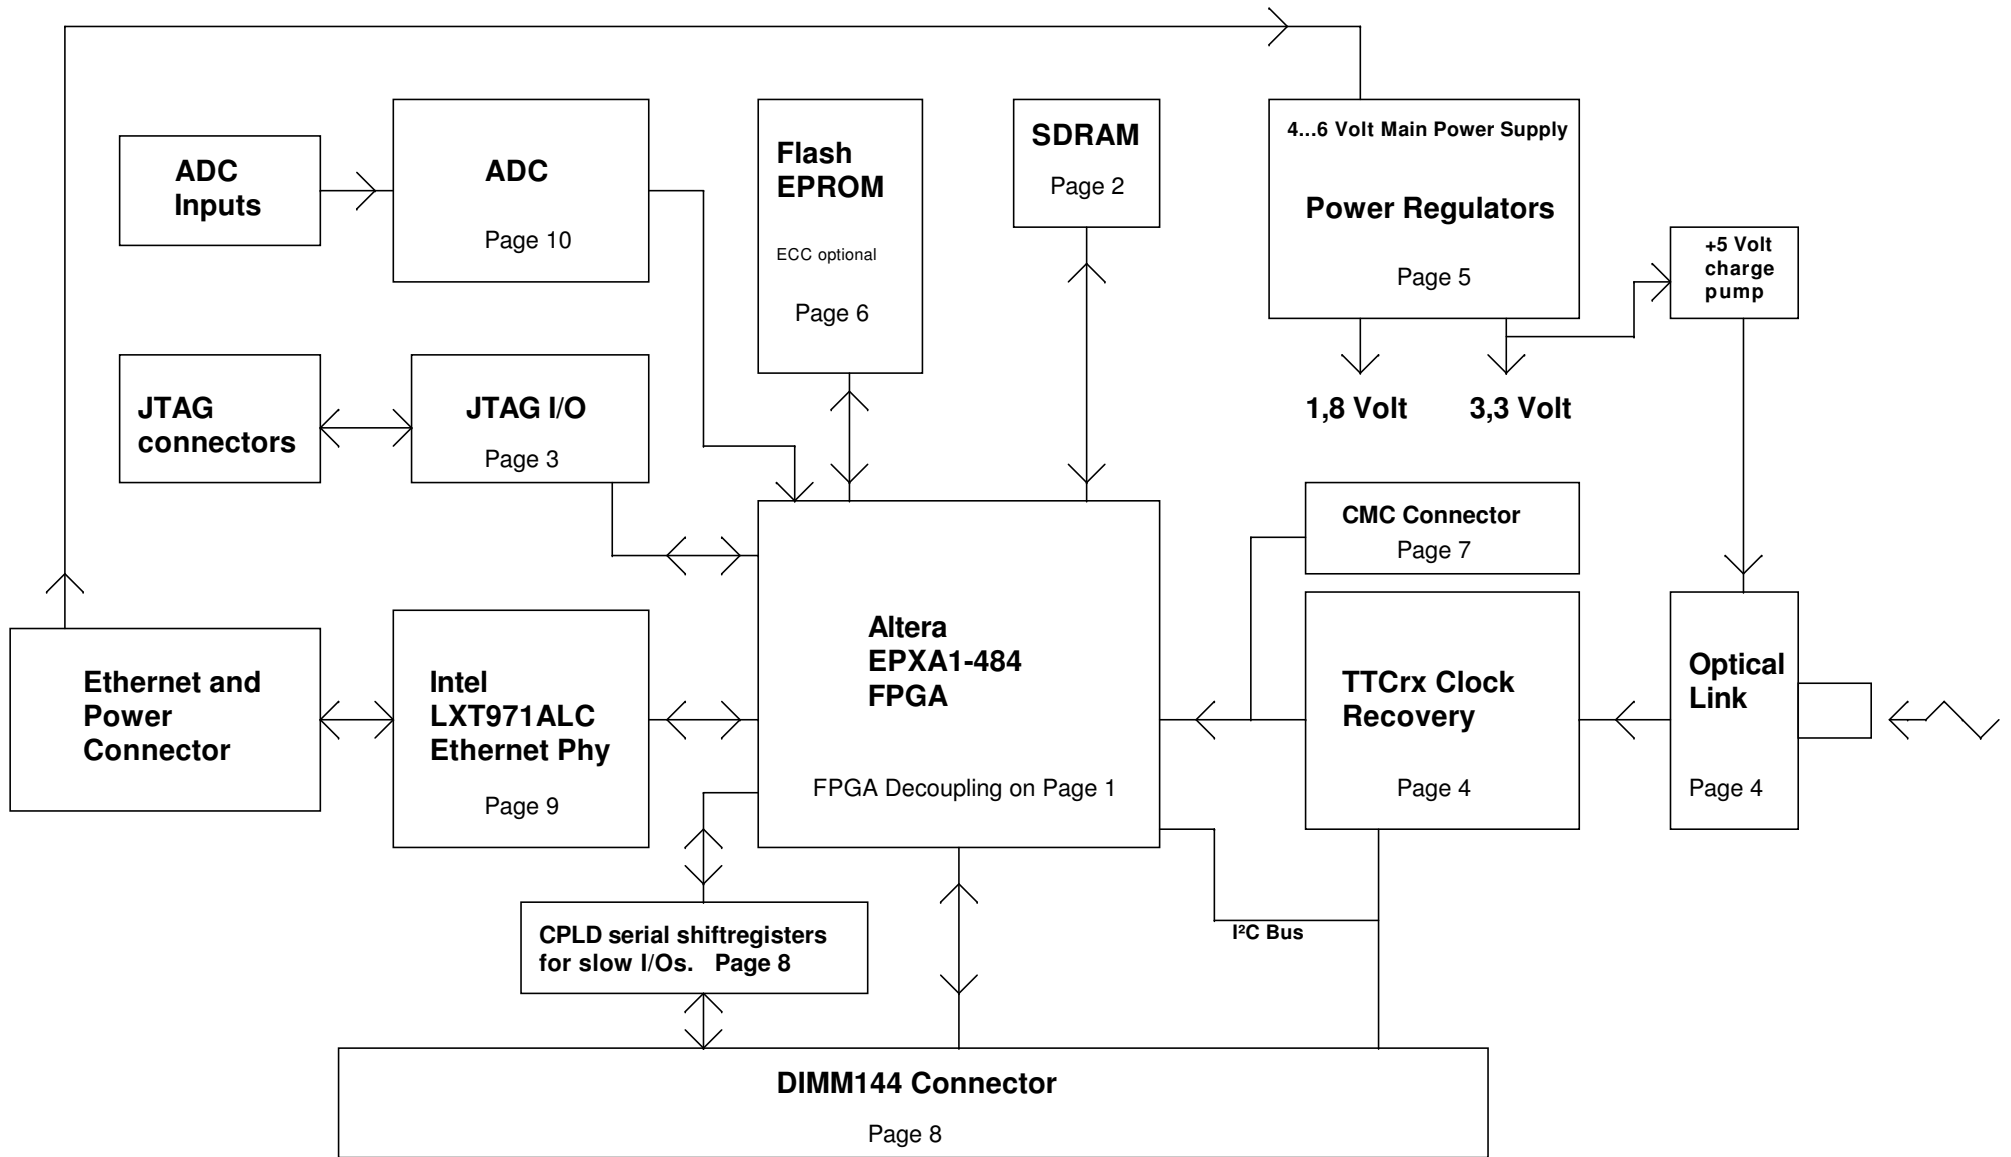 4...6 Volt Main Power Supply
Power Regulators
Page 5
ADC
Inputs
ADC
Page 10
Flash
EPROM
ECC optional
Page 6
SDRAM
Page 2
+5 Volt
charge
pump
1,8 Volt
3,3 Volt
JTAG
connectors
JTAG I/O
Page 3
CMC Connector
Page 7
Ethernet and
Power
Connector
Intel
LXT971ALC
Ethernet Phy
Page 9
Altera
EPXA1-484
FPGA
FPGA Decoupling on Page 1
TTCrx Clock
Recovery
Page 4
Optical
Link
Page 4
CPLD serial shiftregisters
for slow I/Os. Page 8
I²C Bus
DIMM144 Connector
Page 8